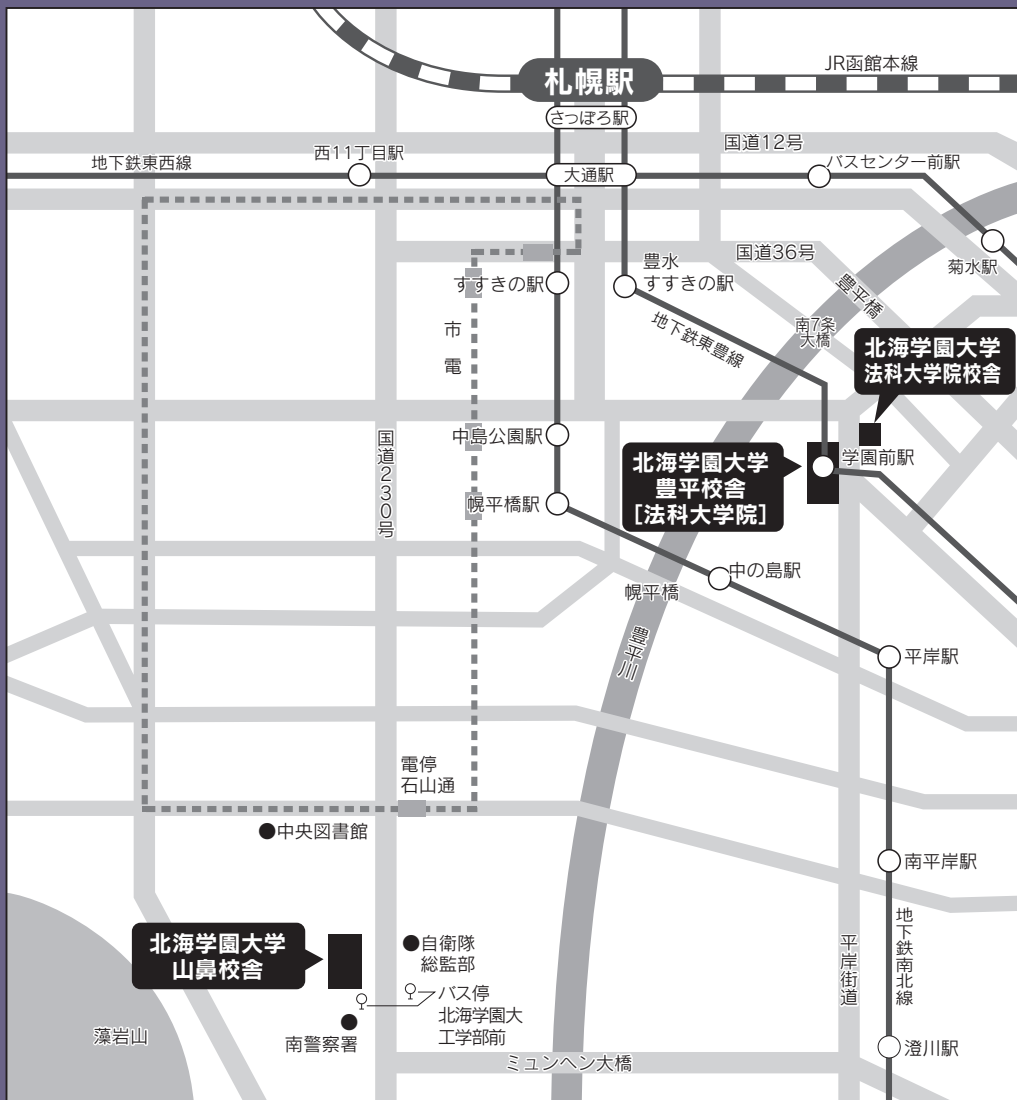 JR函館本線
札幌駅
さっぽろ駅
国道12号
地下鉄東西線
西11丁目駅
大通駅
バスセンター前駅
国道36号
菊水駅
すすきの駅
豊水
すすきの駅
豊平橋
市電
地下鉄東豊線
南7条
大橋
北海学園大学
法科大学院校舎
国道230号
中島公園駅
北海学園大学
豊平校舎
[法科大学院]
学園前駅
幌平橋駅
中の島駅
幌平橋
豊平川
平岸駅
電停
石山通
中央図書館
南平岸駅
北海学園大学
山鼻校舎
自衛隊
総監部
平岸街道
地下鉄南北線
バス停
北海学園大
工学部前
藻岩山
南警察署
ミュンヘン大橋
澄川駅